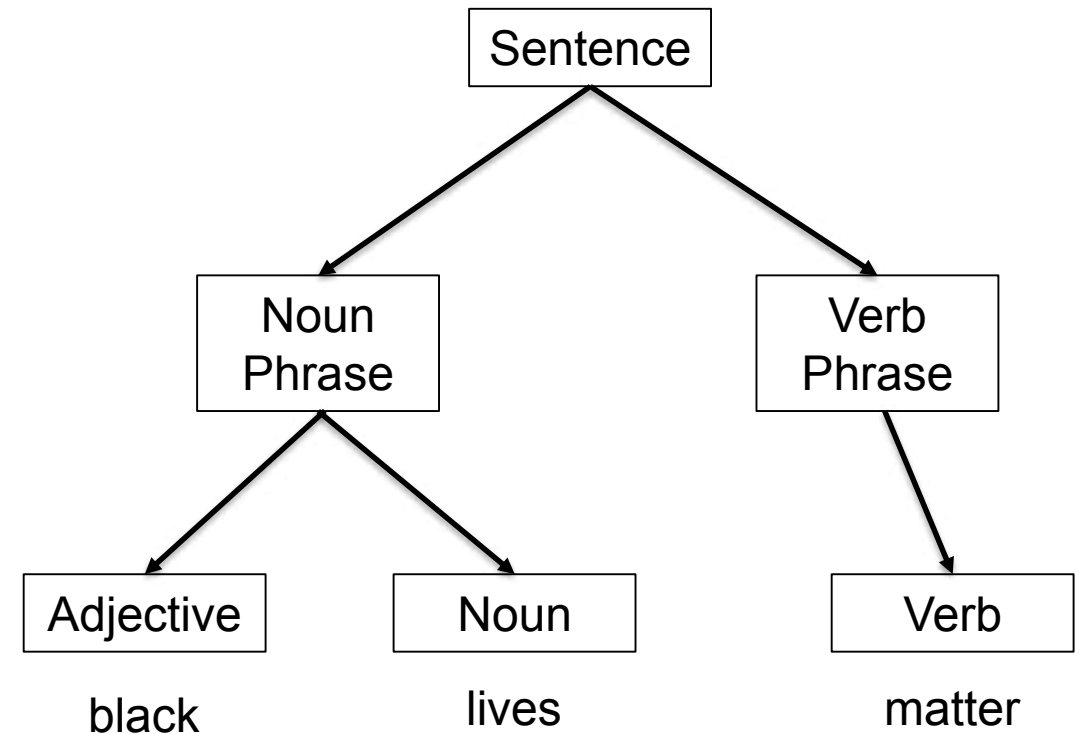 Sentence
Noun
Phrase
Verb
Phrase
Adjective
Noun
Verb
black
lives
matter